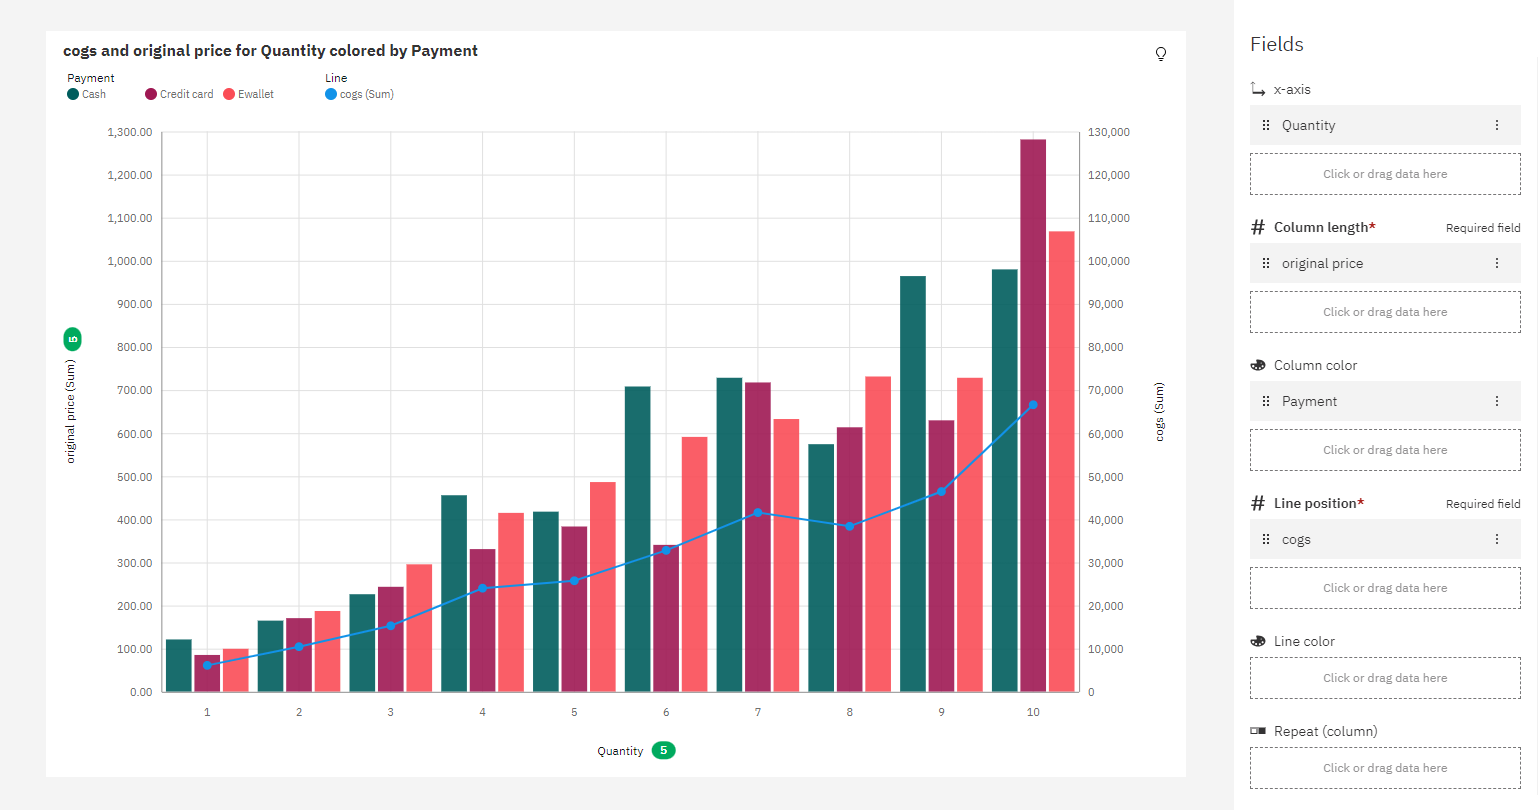 cogs and original price for Quantity colored by Payment
Payment
Cash Credit card Ewallet
Line
cogs (Sum)
1,300.00
1,200.00
1,100.00
1,000.00
900.00
800.00
700.00
600.00
500.00
400.00
300.00
200.00
100.00
0.00
original price (Sum) 5
130,000
120,000
110,000
100,000
90,000
80,000
70,000
60,000
50,000
40,000
30,000
20,000
10,000
0
cogs (Sum)
1 2 3 4 5 6 7 8 9 10
Quantity 5
Fields
x-axis
Quantity
Click or drag data here
Column length* Required field
original price
Click or drag data here
Column color
Payment
Click or drag data here
Line position* Required field
cogs
Click or drag data here
Line color
Click or drag data here
Repeat (column)
Click or drag data here